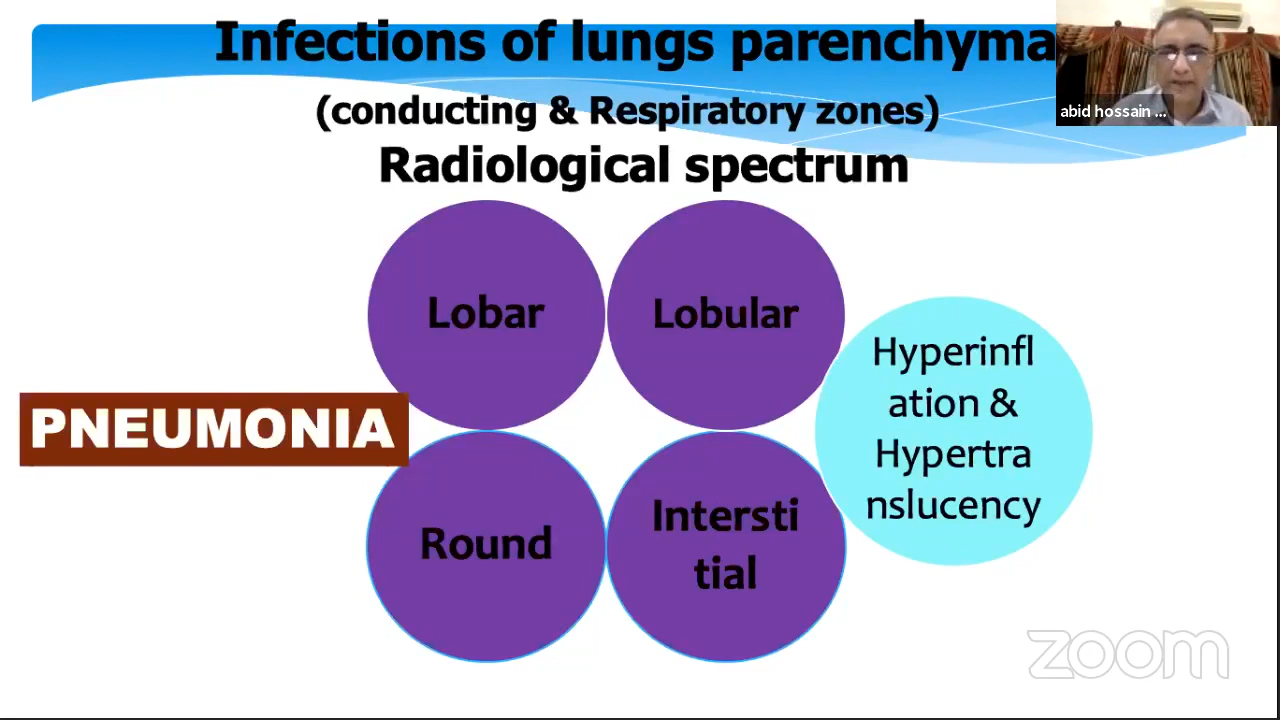 Infections of lungs parenchyma
(conducting & Respiratory zones)
Radiological spectrum
abid hossain ...
Lobar
Lobular
Hyperinfl
ation &
Hypertra
nslucency
PNEUMONIA
Round
Intersti
tial
zoom